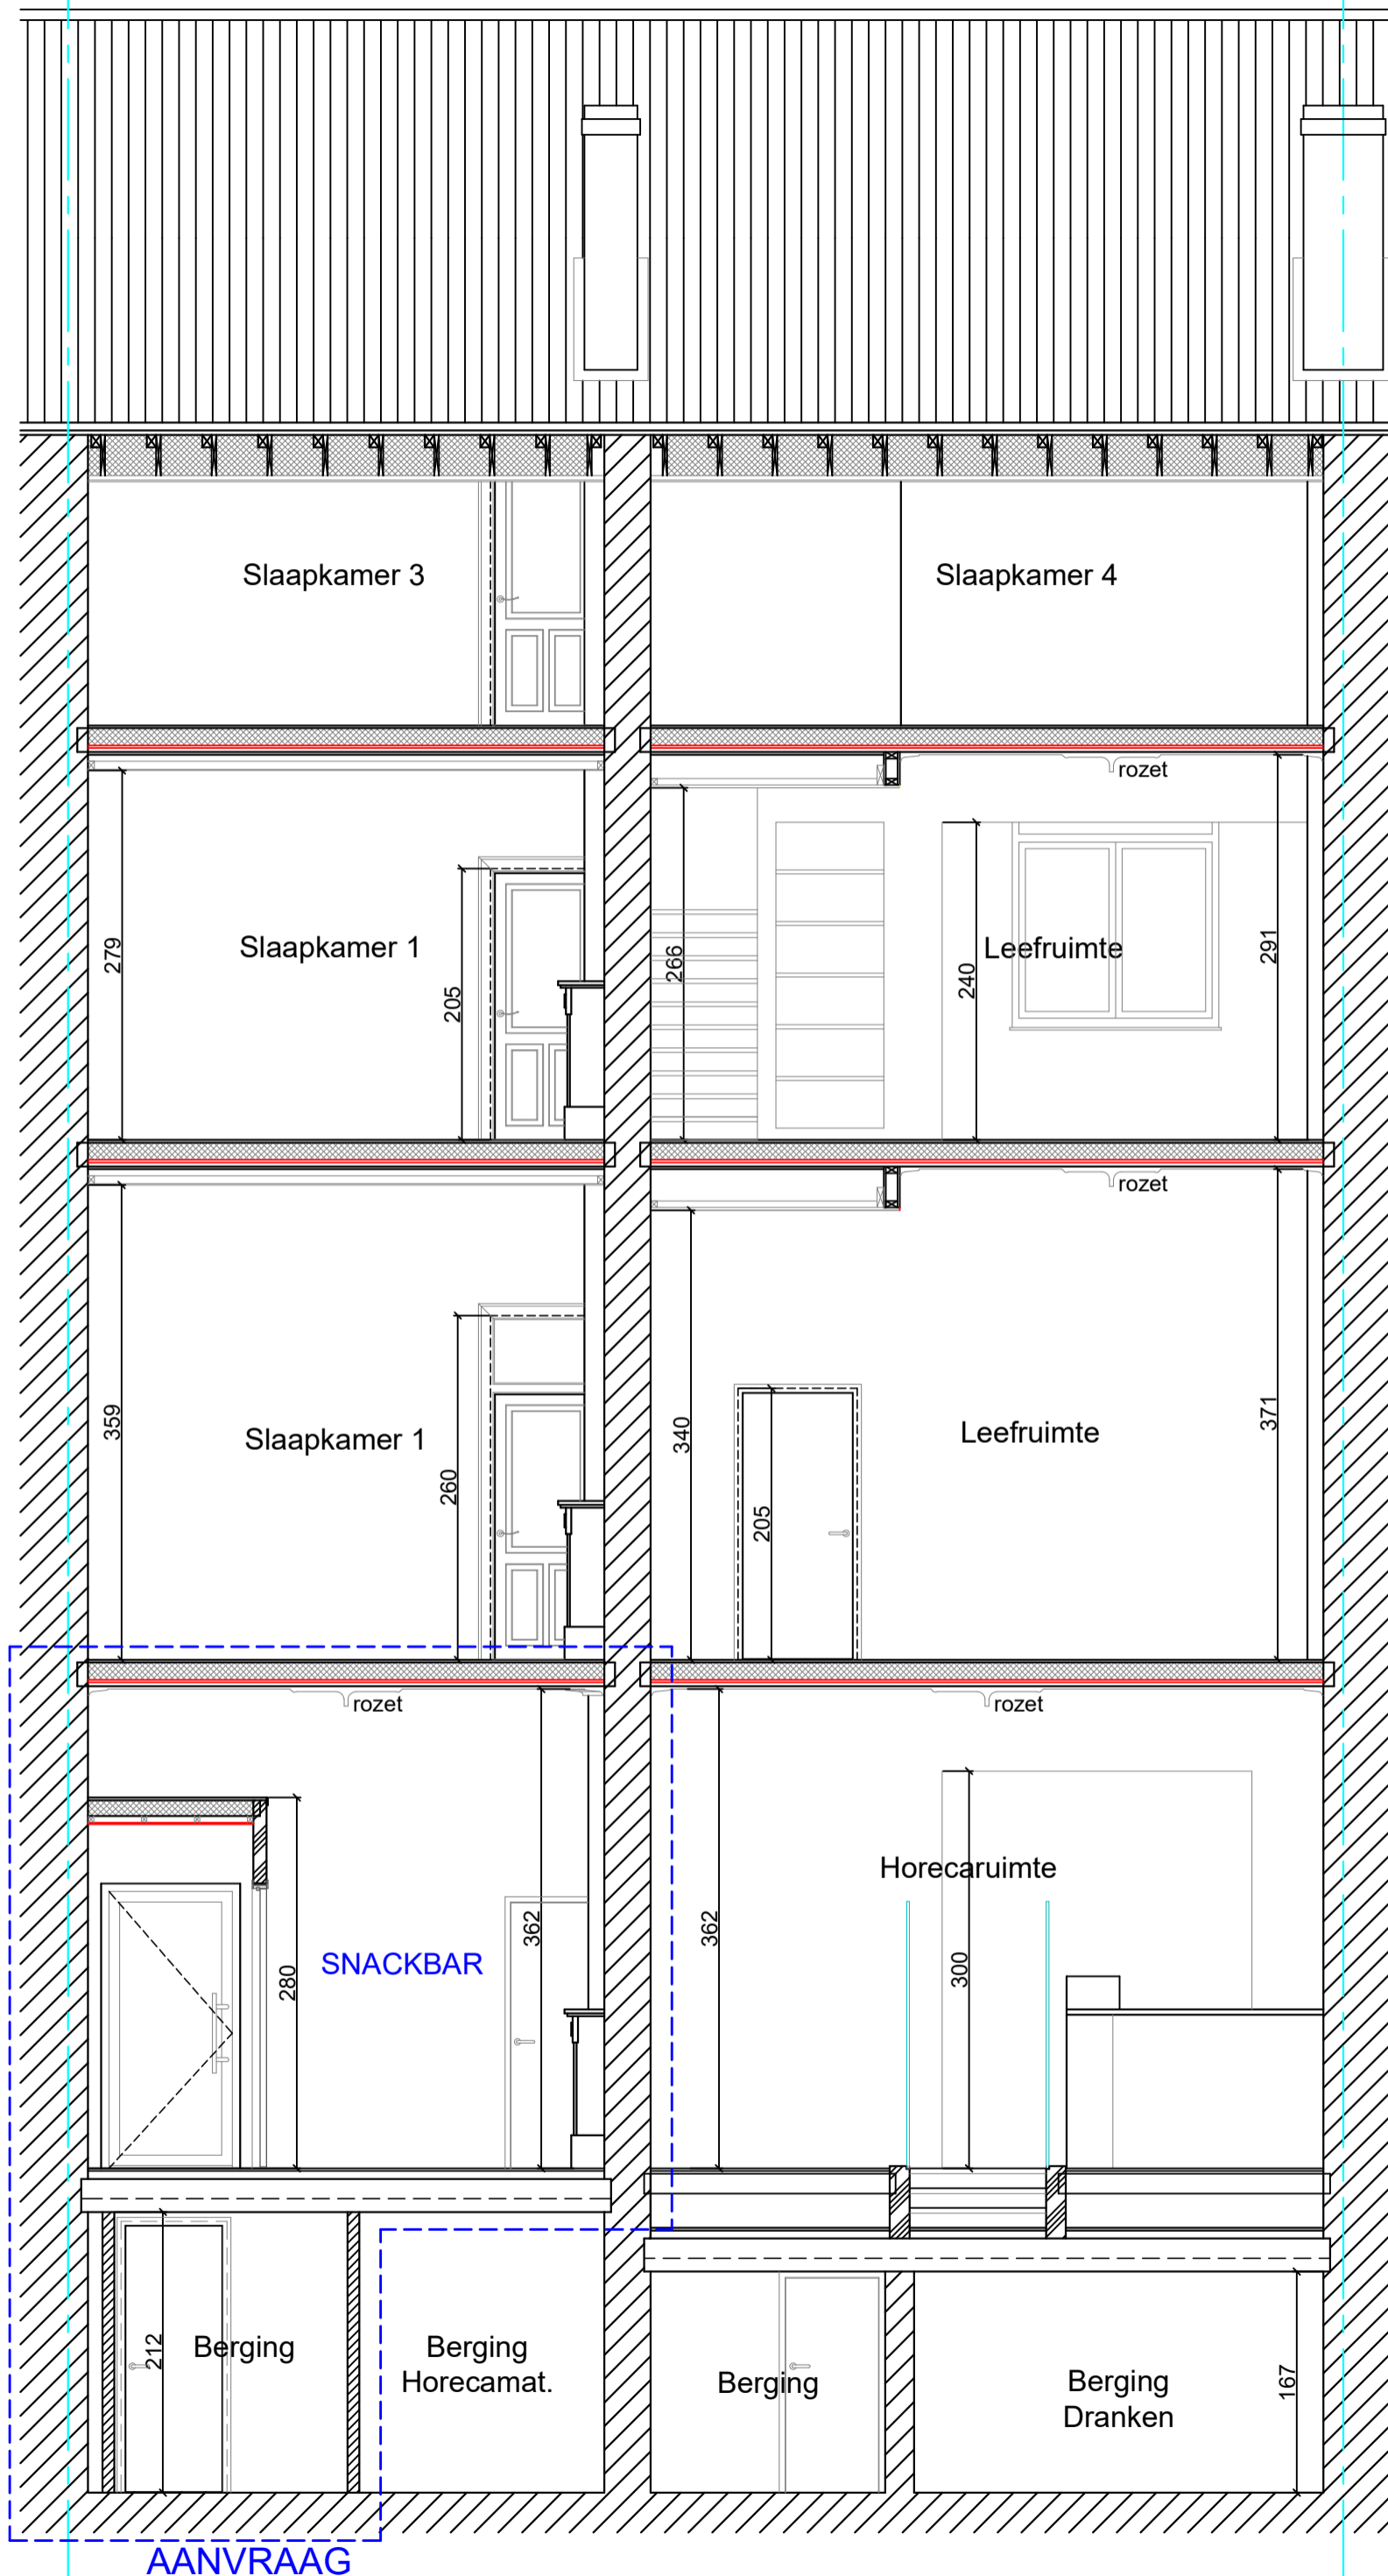 Slaapkamer 3
Slaapkamer 4
rozet
279
Slaapkamer 1
205
266
240
Leefruimte
291
rozet
359
Slaapkamer 1
260
340
205
Leefruimte
371
rozet
rozet
Horecaruimte
SNACKBAR
280
362
362
300
212
Berging
Berging
Horecamat.
Berging
Berging
Dranken
167
AANVRAAG